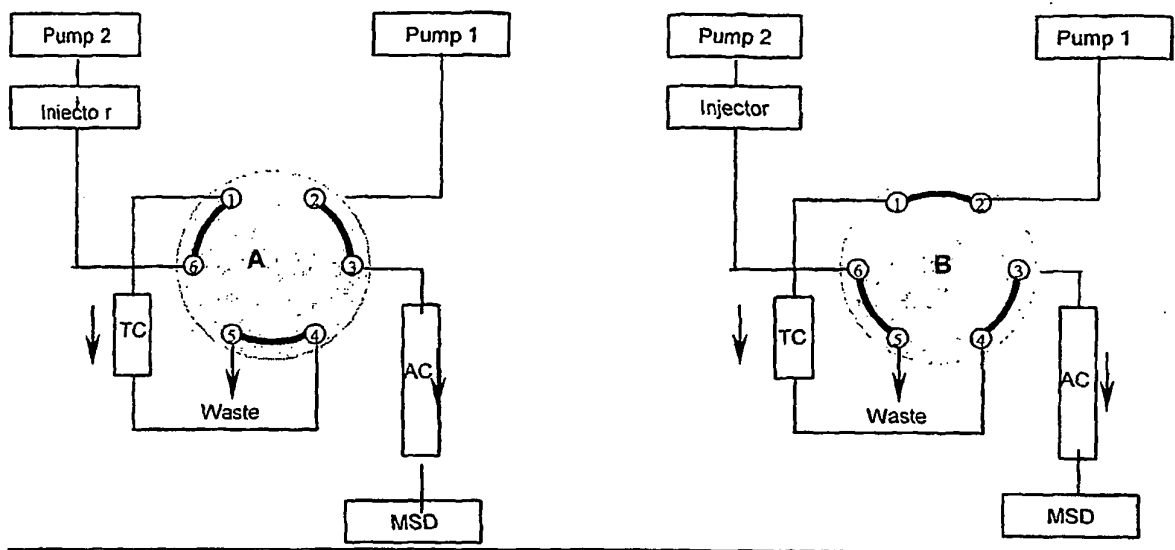 Pump 2
Pump 1
Iniecto r
1
2
A
6
3
TC
5
4
AC
Waste
MSD
Pump 2
Pump 1
Injector
1
2
6
B
3
TC
5
4
AC
Waste
MSD